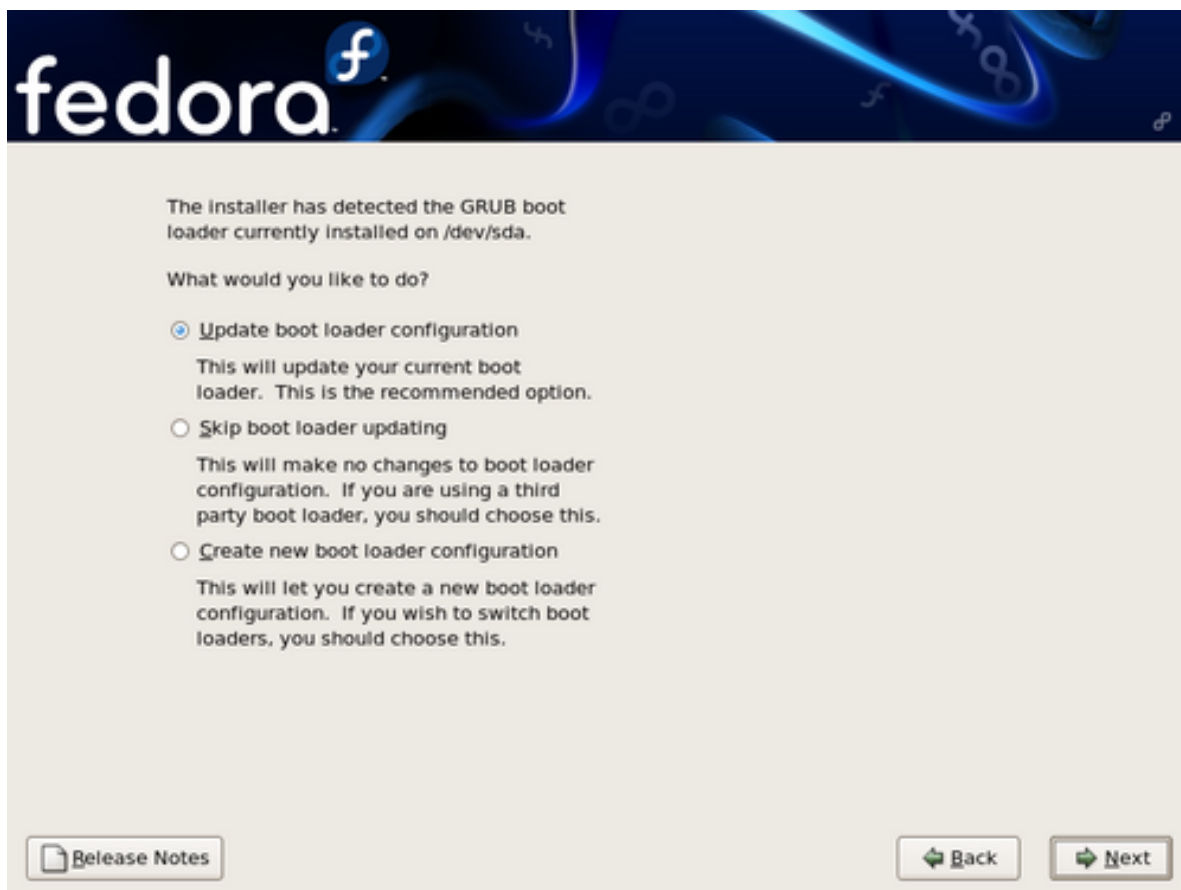 fedora
The installer has detected the GRUB boot
loader currently installed on /dev/sda.
What would you like to do?
Update boot loader configuration
This will update your current boot
loader.  This is the recommended option.
Skip boot loader updating
This will make no changes to boot loader
configuration.  If you are using a third
party boot loader, you should choose this.
Create new boot loader configuration
This will let you create a new boot loader
configuration.  If you wish to switch boot
loaders, you should choose this.
Release Notes
Back
Next